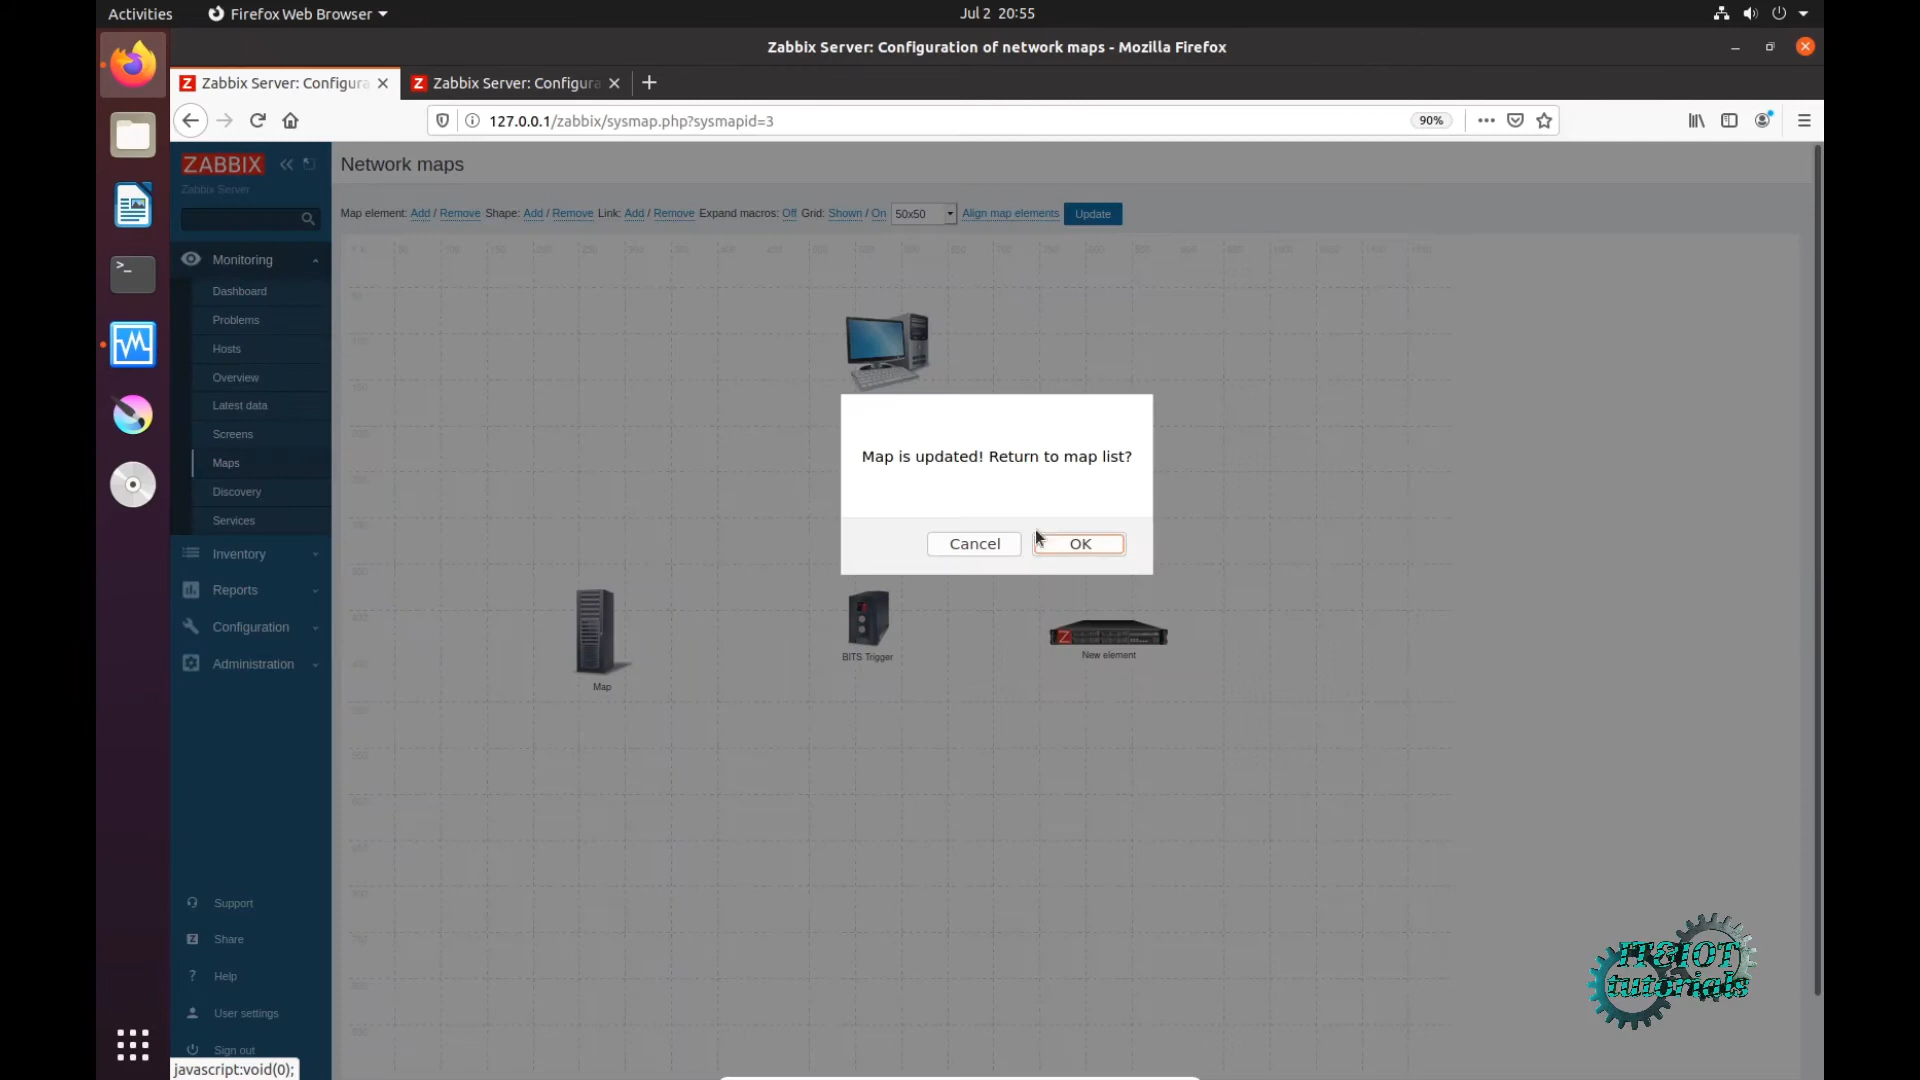 Activities
Firefox Web Browser
Jul 2 20:55
Zabbix Server: Configuration of network maps - Mozilla Firefox
Zabbix Server: Configura
Zabbix Server: Configura
127.0.0.1/zabbix/sysmap.php?sysmapid=3
90%
ZABBIX
Zabbix Server
Network maps
Map element: Add / Remove Shape: Add / Remove Link: Add / Remove Expand macros: Off Grid: Shown / On 50x50 Align map elements Update
Monitoring
Dashboard
Problems
Hosts
Overview
Latest data
Screens
Maps
Discovery
Services
Inventory
Reports
Configuration
Administration
Support
Share
Help
User settings
Sign out
javascript:void(0);
Map is updated! Return to map list?
Cancel
OK
Map
BITS Trigger
New element
IT&IOT
tutorials